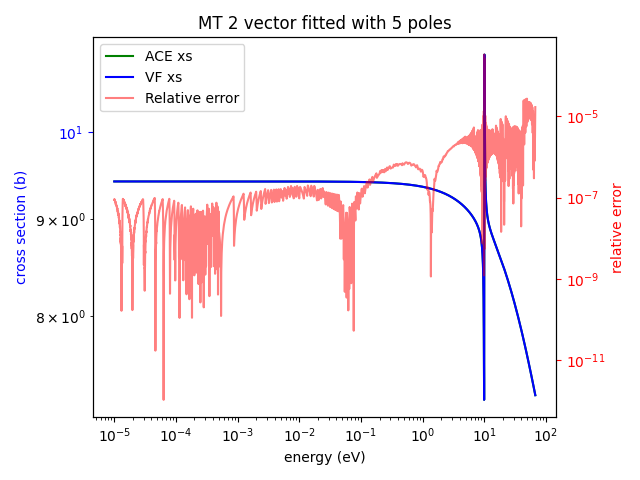 MT 2 vector fitted with 5 poles
ACE xs
VF xs
Relative error
cross section (b)
10¹
9 × 10⁰
8 × 10⁰
10⁻⁵
10⁻⁷
10⁻⁹
10⁻¹¹
relative error
10⁻⁵ 10⁻⁴ 10⁻³ 10⁻² 10⁻¹ 10⁰ 10¹ 10²
energy (eV)